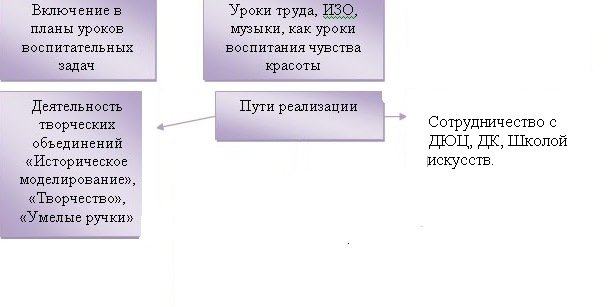 Включение в
планы уроков
воспитательных
задач
Уроки труда, ИЗО,
музыки, как уроки
воспитания чувства
красоты
Деятельность
творческих
объединений
«Историческое
моделирование»,
«Творчество»,
«Умелые ручки»
Пути реализации
Сотрудничество с
ДЮЦ, ДК, Школой
искусств.